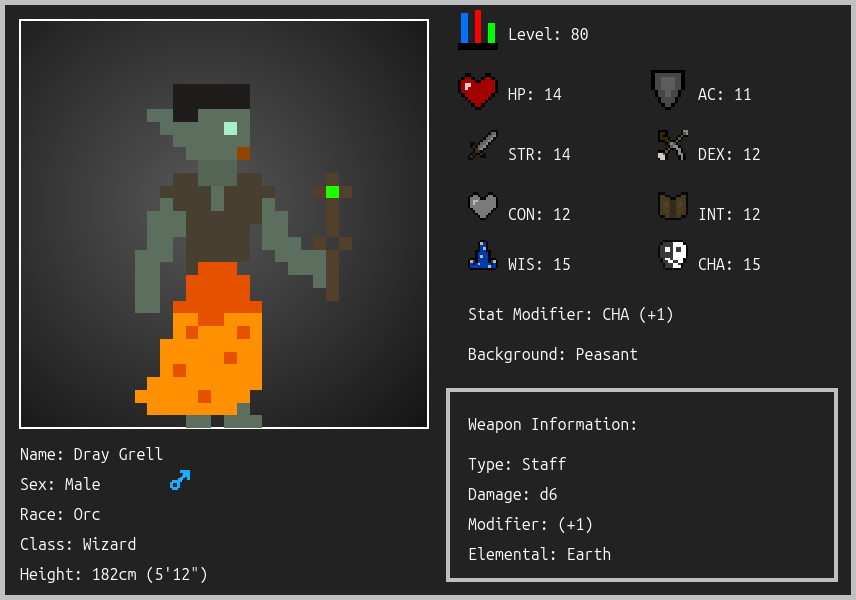 Level: 80
HP: 14
AC: 11
STR: 14
DEX: 12
CON: 12
INT: 12
WIS: 15
CHA: 15
Stat Modifier: CHA (+1)
Background: Peasant
Weapon Information:
Type: Staff
Damage: d6
Modifier: (+1)
Elemental: Earth
Name: Dray Grell
Sex: Male
Race: Orc
Class: Wizard
Height: 182cm (5'12")